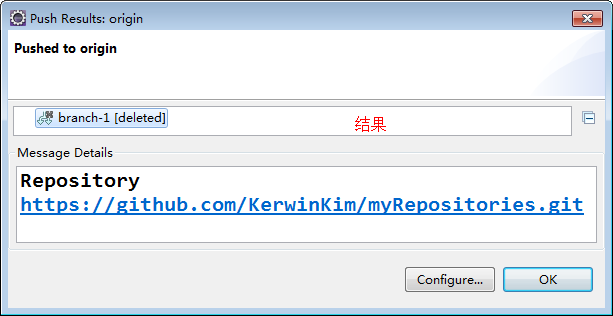 Push Results: origin
Pushed to origin
branch-1 [deleted]
结果
Message Details
Repository
https://github.com/KerwinKim/myRepositories.git
Configure...
OK